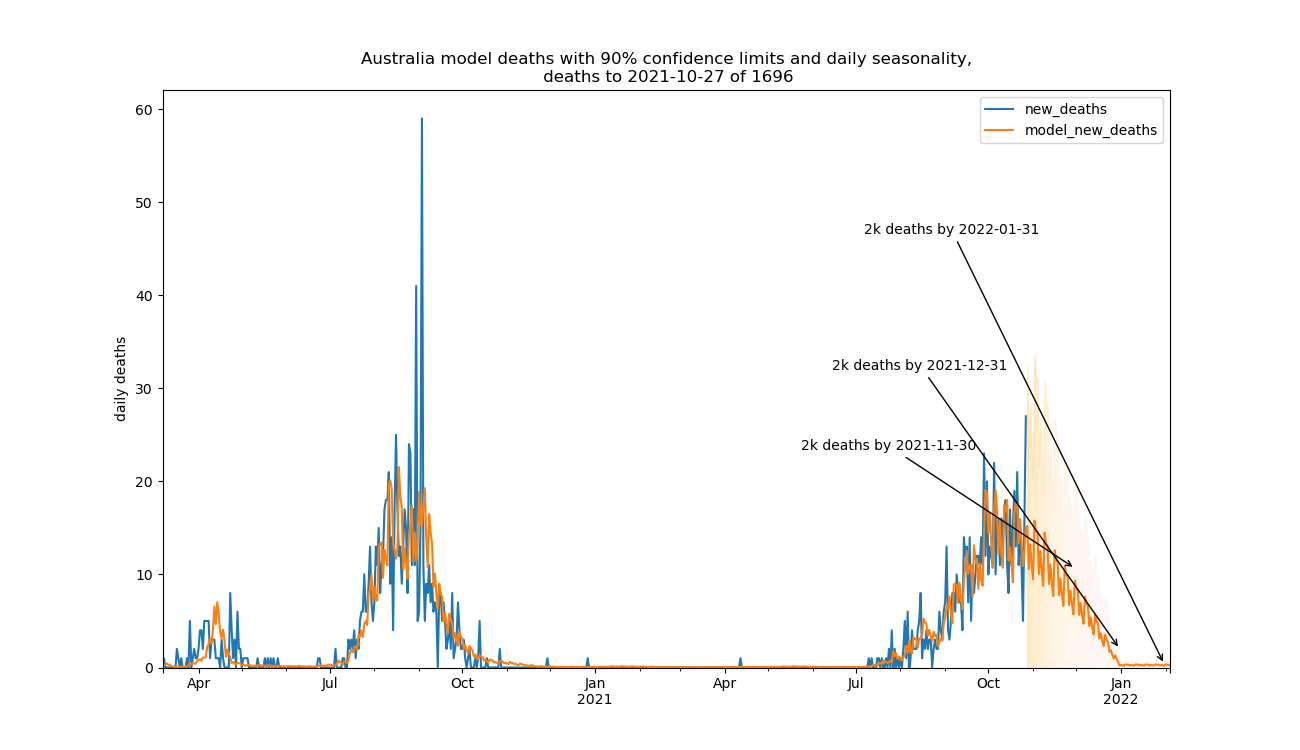 Australia model deaths with 90% confidence limits and daily seasonality,
deaths to 2021-10-27 of 1696
new_deaths
model_new_deaths
daily deaths
60
50
40
30
20
10
0
2k deaths by 2022-01-31
2k deaths by 2021-12-31
2k deaths by 2021-11-30
Apr
Jul
Oct
Jan
2021
Apr
Jul
Oct
Jan
2022